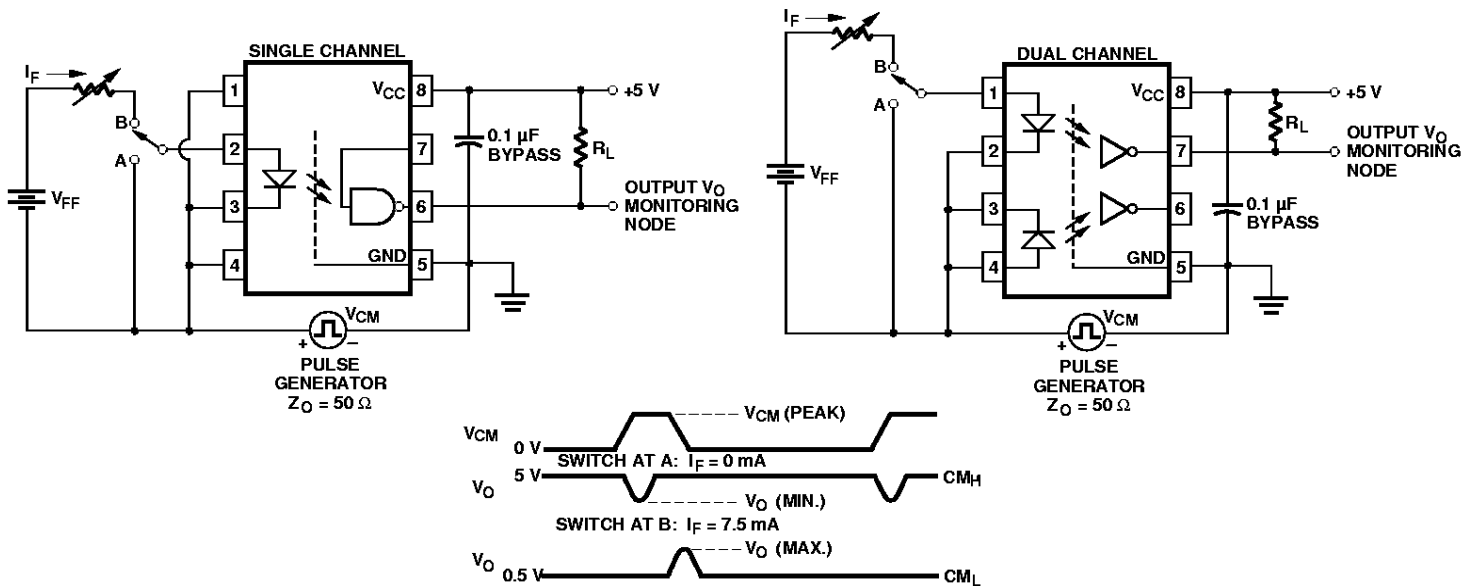 SINGLE CHANNEL
I_F
B
A
V_FF
1
2
3
4
V_CC 8
7
6
GND 5
0.1 µF
BYPASS
R_L
+5 V
OUTPUT V_O
MONITORING
NODE
V_CM
+ –
PULSE
GENERATOR
Z_O = 50 Ω
DUAL CHANNEL
I_F
B
A
V_FF
1
2
3
4
V_CC 8
7
6
GND 5
R_L
+5 V
OUTPUT V_O
MONITORING
NODE
0.1 µF
BYPASS
V_CM
+ –
PULSE
GENERATOR
Z_O = 50 Ω
V_CM (PEAK)
V_CM 0 V
SWITCH AT A: I_F = 0 mA
V_O 5 V CM_H
V_O (MIN.)
SWITCH AT B: I_F = 7.5 mA
V_O (MAX.)
V_O 0.5 V CM_L